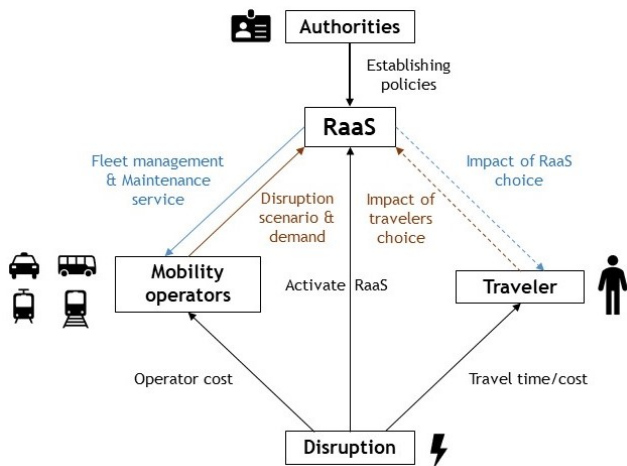 Authorities
Establishing
policies
RaaS
Fleet management
& Maintenance
service
Disruption
scenario &
demand
Impact of
travelers
choice
Impact of RaaS
choice
Mobility
operators
Activate RaaS
Traveler
Operator cost
Travel time/cost
Disruption